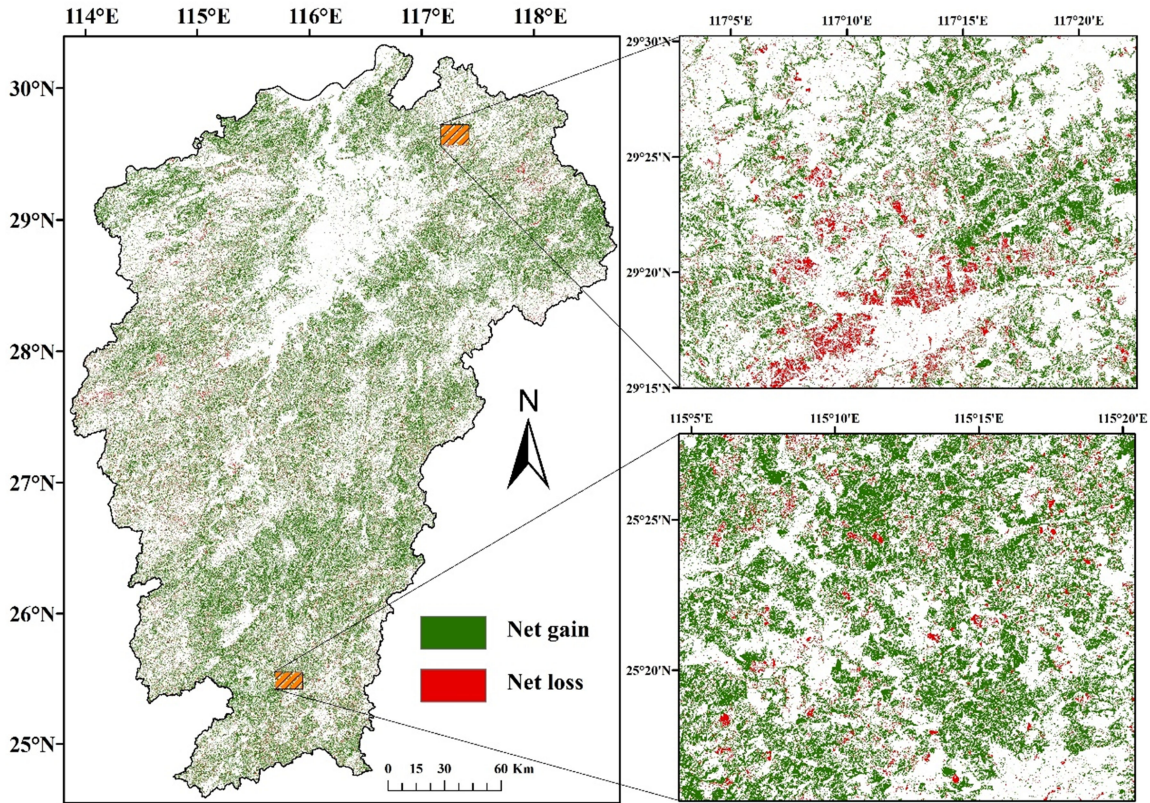 114°E 115°E 116°E 117°E 118°E
30°N
29°N
28°N
27°N
26°N
25°N
N
Net gain
Net loss
0 15 30 60 Km
117°5'E 117°10'E 117°15'E 117°20'E
29°30'N
29°25'N
29°20'N
29°15'N
115°5'E 115°10'E 115°15'E 115°20'E
25°25'N
25°20'N